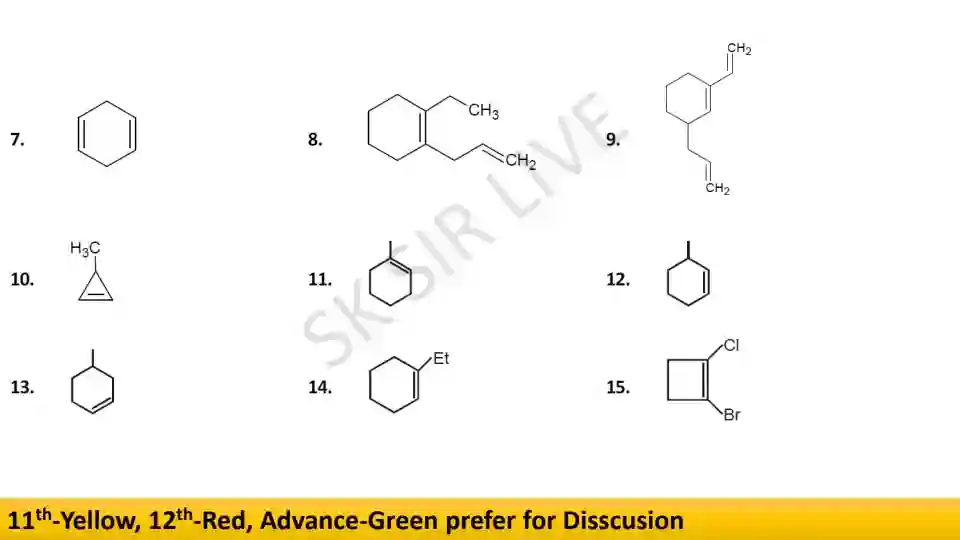 CH2
7.
8.
CH3
CH2
9.
CH2
SK SIR LIVE
H3C
10.
11.
12.
13.
14.
Et
15.
Cl
Br
11th-Yellow, 12th-Red, Advance-Green prefer for Disscusion